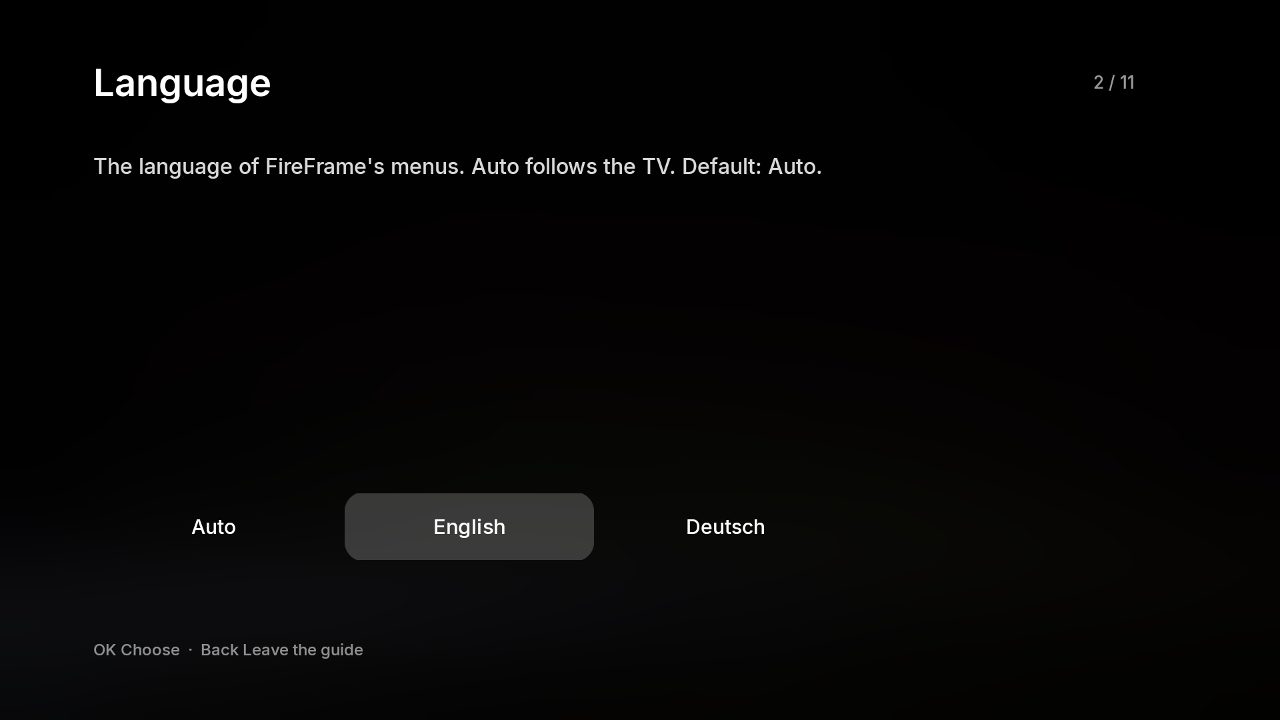 Language
2 / 11
The language of FireFrame's menus. Auto follows the TV. Default: Auto.
Auto
English
Deutsch
OK Choose · Back Leave the guide